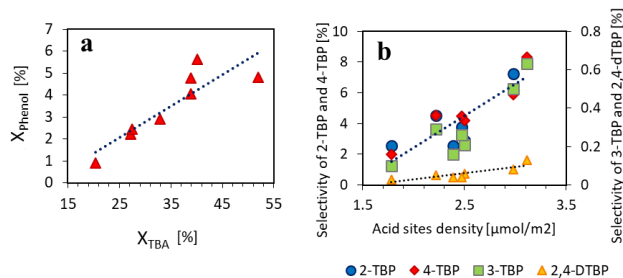 a
X_Phenol [%]
7
6
5
4
3
2
1
0
15 25 35 45 55
X_TBA [%]
b
Selectivity of 2-TBP and 4-TBP [%]
10
8
6
4
2
0
0.8
0.6
0.4
0.2
0
Selectivity of 3-TBP and 2,4-dTBP [%]
1.5 2.5 3.5
Acid sites density [µmol/m2]
2-TBP 4-TBP 3-TBP 2,4-DTBP